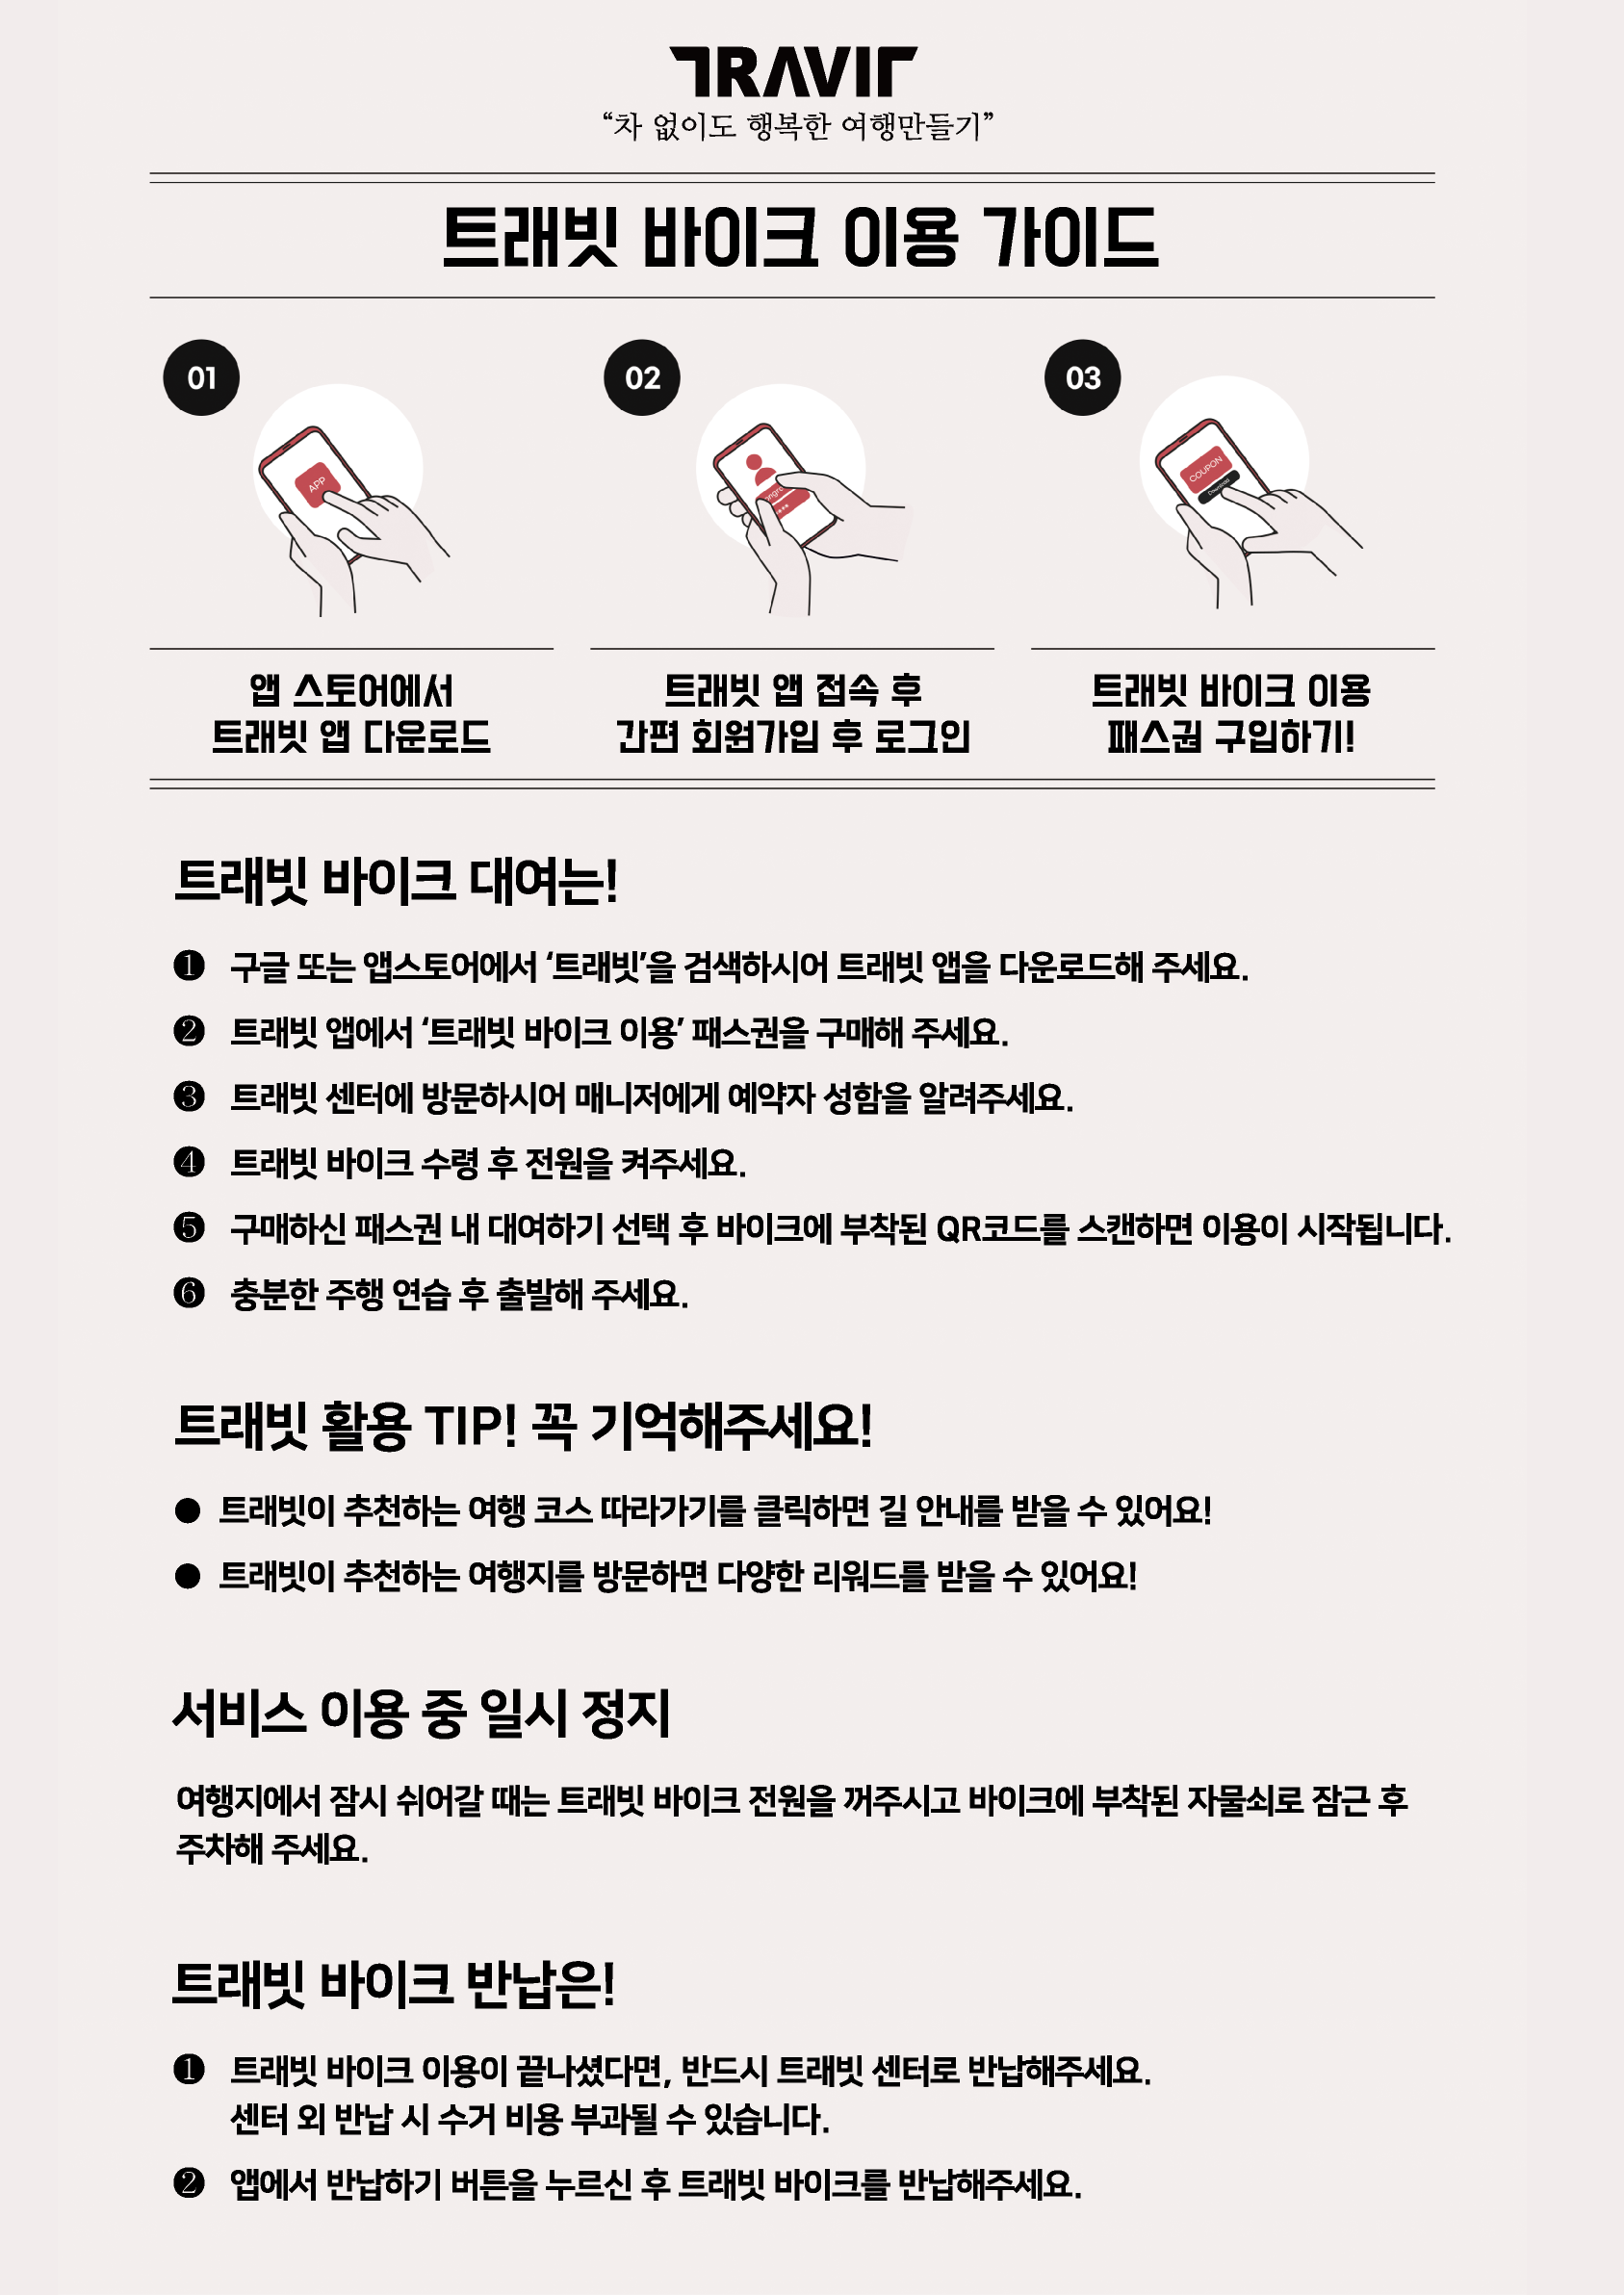 TRAVIT
“차 없이도 행복한 여행만들기”
트래빗 바이크 이용 가이드
01
APP
앱 스토어에서
트래빗 앱 다운로드
02
트래빗 앱 접속 후
간편 회원가입 후 로그인
03
COUPON
Download
트래빗 바이크 이용
패스권 구입하기!
트래빗 바이크 대여는!
❶ 구글 또는 앱스토어에서 ‘트래빗’을 검색하시어 트래빗 앱을 다운로드해 주세요.
❷ 트래빗 앱에서 ‘트래빗 바이크 이용’ 패스권을 구매해 주세요.
❸ 트래빗 센터에 방문하시어 매니저에게 예약자 성함을 알려주세요.
❹ 트래빗 바이크 수령 후 전원을 켜주세요.
❺ 구매하신 패스권 내 대여하기 선택 후 바이크에 부착된 QR코드를 스캔하면 이용이 시작됩니다.
❻ 충분한 주행 연습 후 출발해 주세요.
트래빗 활용 TIP! 꼭 기억해주세요!
● 트래빗이 추천하는 여행 코스 따라가기를 클릭하면 길 안내를 받을 수 있어요!
● 트래빗이 추천하는 여행지를 방문하면 다양한 리워드를 받을 수 있어요!
서비스 이용 중 일시 정지
여행지에서 잠시 쉬어갈 때는 트래빗 바이크 전원을 꺼주시고 바이크에 부착된 자물쇠로 잠근 후
주차해 주세요.
트래빗 바이크 반납은!
❶ 트래빗 바이크 이용이 끝나셨다면, 반드시 트래빗 센터로 반납해주세요.
센터 외 반납 시 수거 비용 부과될 수 있습니다.
❷ 앱에서 반납하기 버튼을 누르신 후 트래빗 바이크를 반납해주세요.